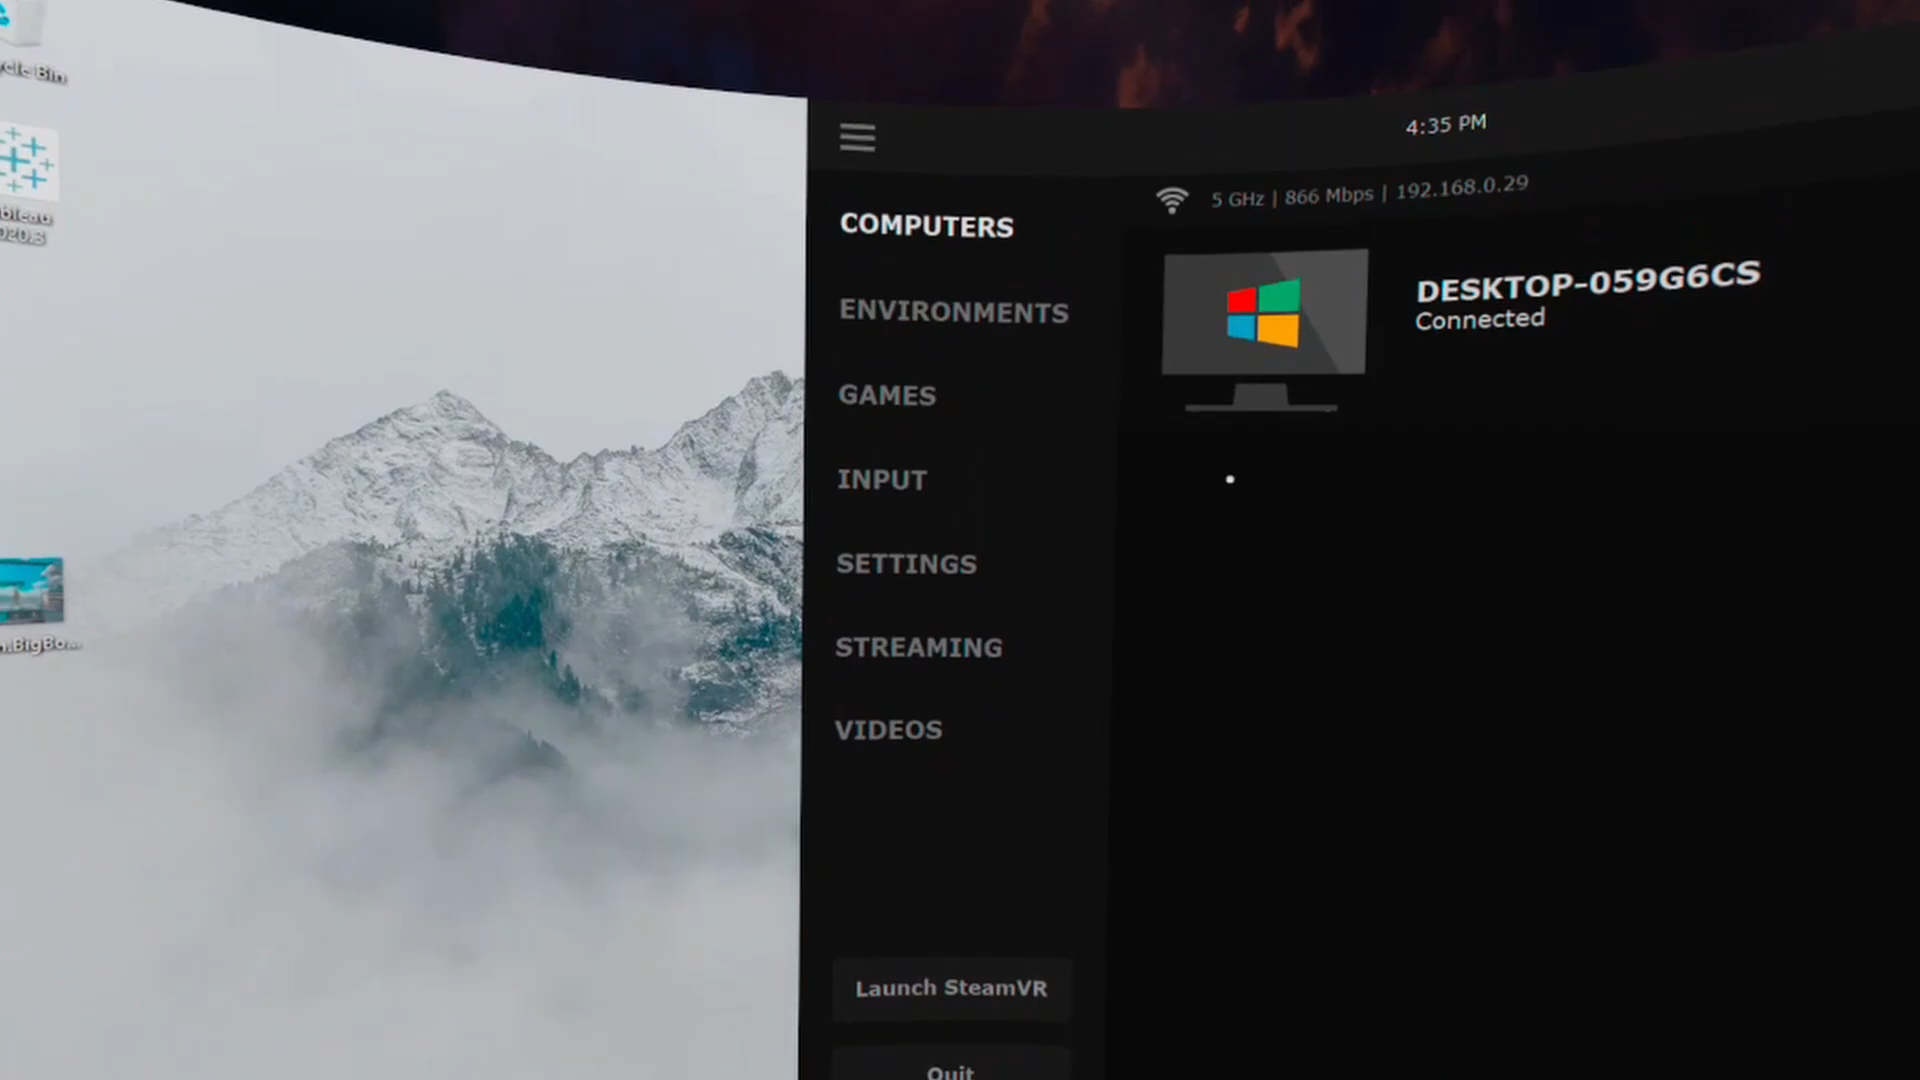 4:35 PM
5 GHz | 866 Mbps | 192.168.0.29
COMPUTERS
ENVIRONMENTS
GAMES
INPUT
SETTINGS
STREAMING
VIDEOS
Launch SteamVR
Quit
DESKTOP-059G6CS
Connected
Bin